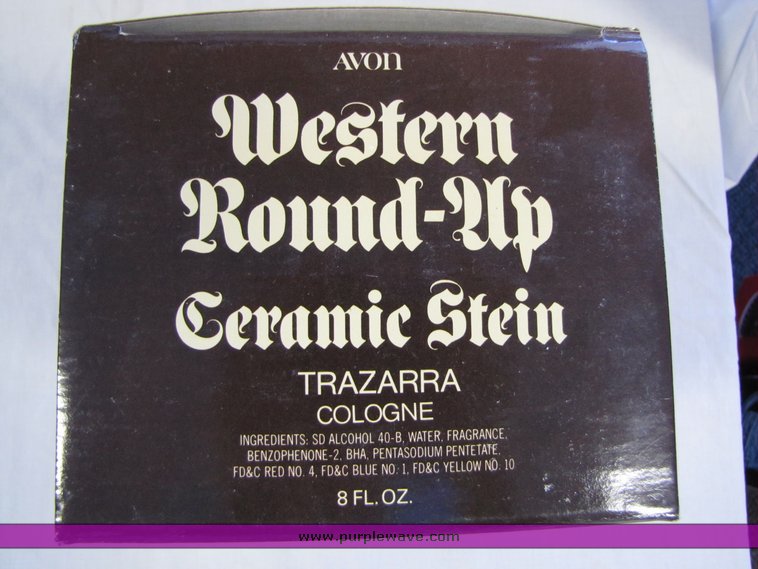 AVON
Western
Round-Up
Ceramic Stein
TRAZARRA
COLOGNE
INGREDIENTS: SD ALCOHOL 40-B, WATER, FRAGRANCE,
BENZOPHENONE-2, BHA, PENTASODIUM PENTETATE,
FD&C RED NO. 4, FD&C BLUE NO. 1, FD&C YELLOW NO. 10
8 FL. OZ.
www.purplewave.com